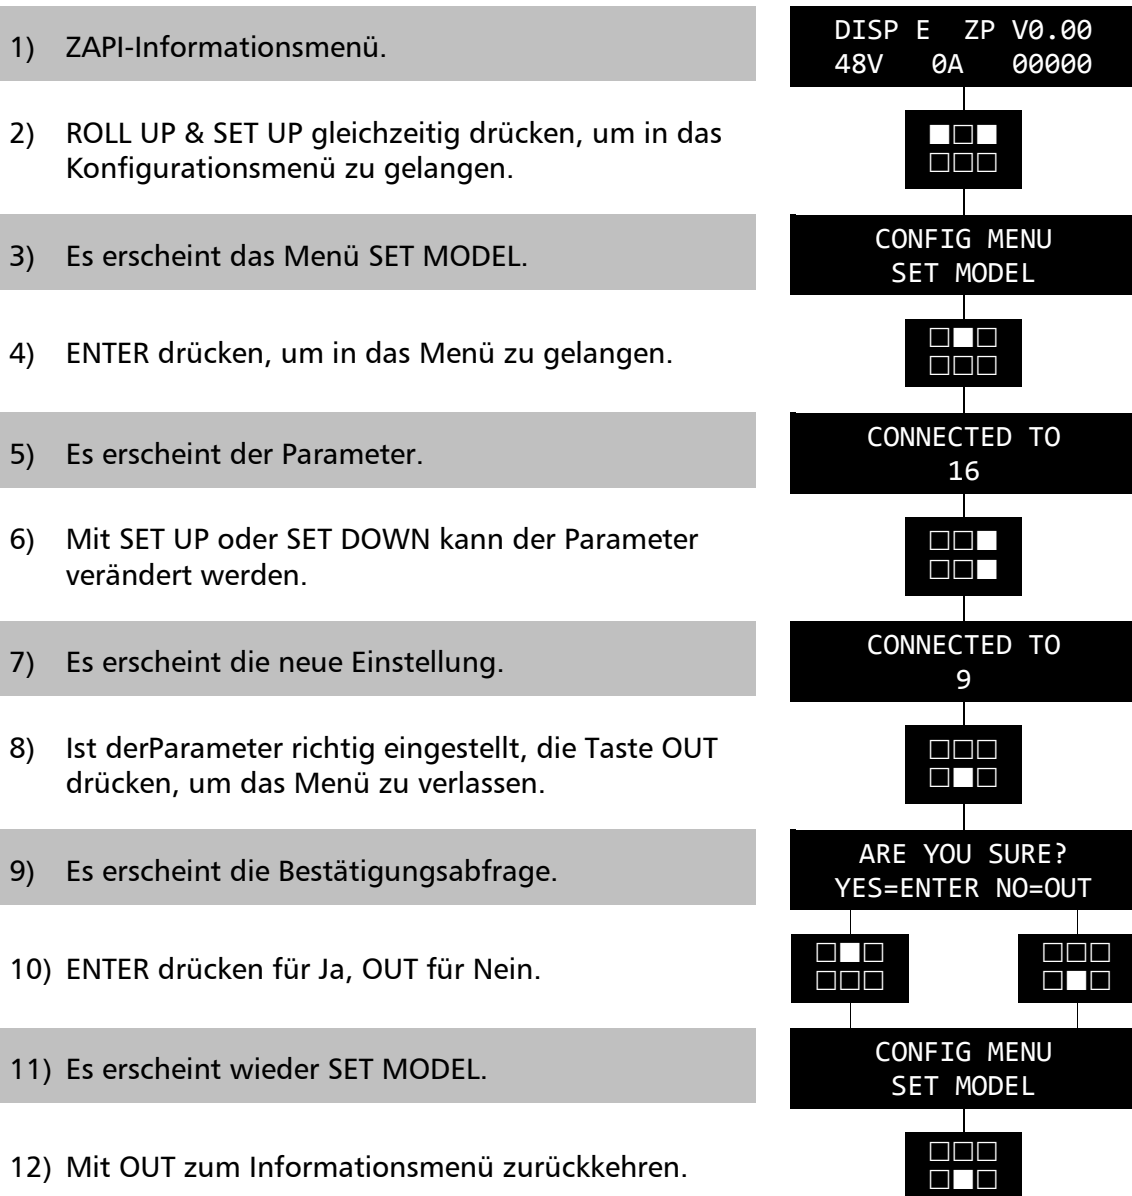 1) ZAPI-Informationsmenü.
DISP E ZP V0.00
48V 0A 00000
2) ROLL UP & SET UP gleichzeitig drücken, um in das
Konfigurationsmenü zu gelangen.
3) Es erscheint das Menü SET MODEL.
CONFIG MENU
SET MODEL
4) ENTER drücken, um in das Menü zu gelangen.
5) Es erscheint der Parameter.
CONNECTED TO
16
6) Mit SET UP oder SET DOWN kann der Parameter
verändert werden.
7) Es erscheint die neue Einstellung.
CONNECTED TO
9
8) Ist derParameter richtig eingestellt, die Taste OUT
drücken, um das Menü zu verlassen.
9) Es erscheint die Bestätigungsabfrage.
ARE YOU SURE?
YES=ENTER NO=OUT
10) ENTER drücken für Ja, OUT für Nein.
11) Es erscheint wieder SET MODEL.
CONFIG MENU
SET MODEL
12) Mit OUT zum Informationsmenü zurückkehren.